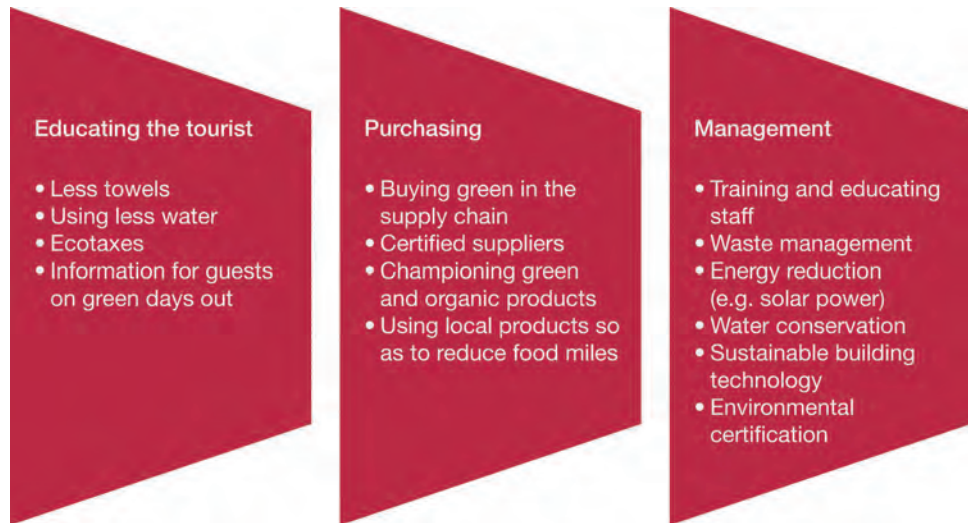 Educating the tourist
• Less towels
• Using less water
• Ecotaxes
• Information for guests
on green days out
Purchasing
• Buying green in the
supply chain
• Certified suppliers
• Championing green
and organic products
• Using local products so
as to reduce food miles
Management
• Training and educating
staff
• Waste management
• Energy reduction
(e.g. solar power)
• Water conservation
• Sustainable building
technology
• Environmental
certification